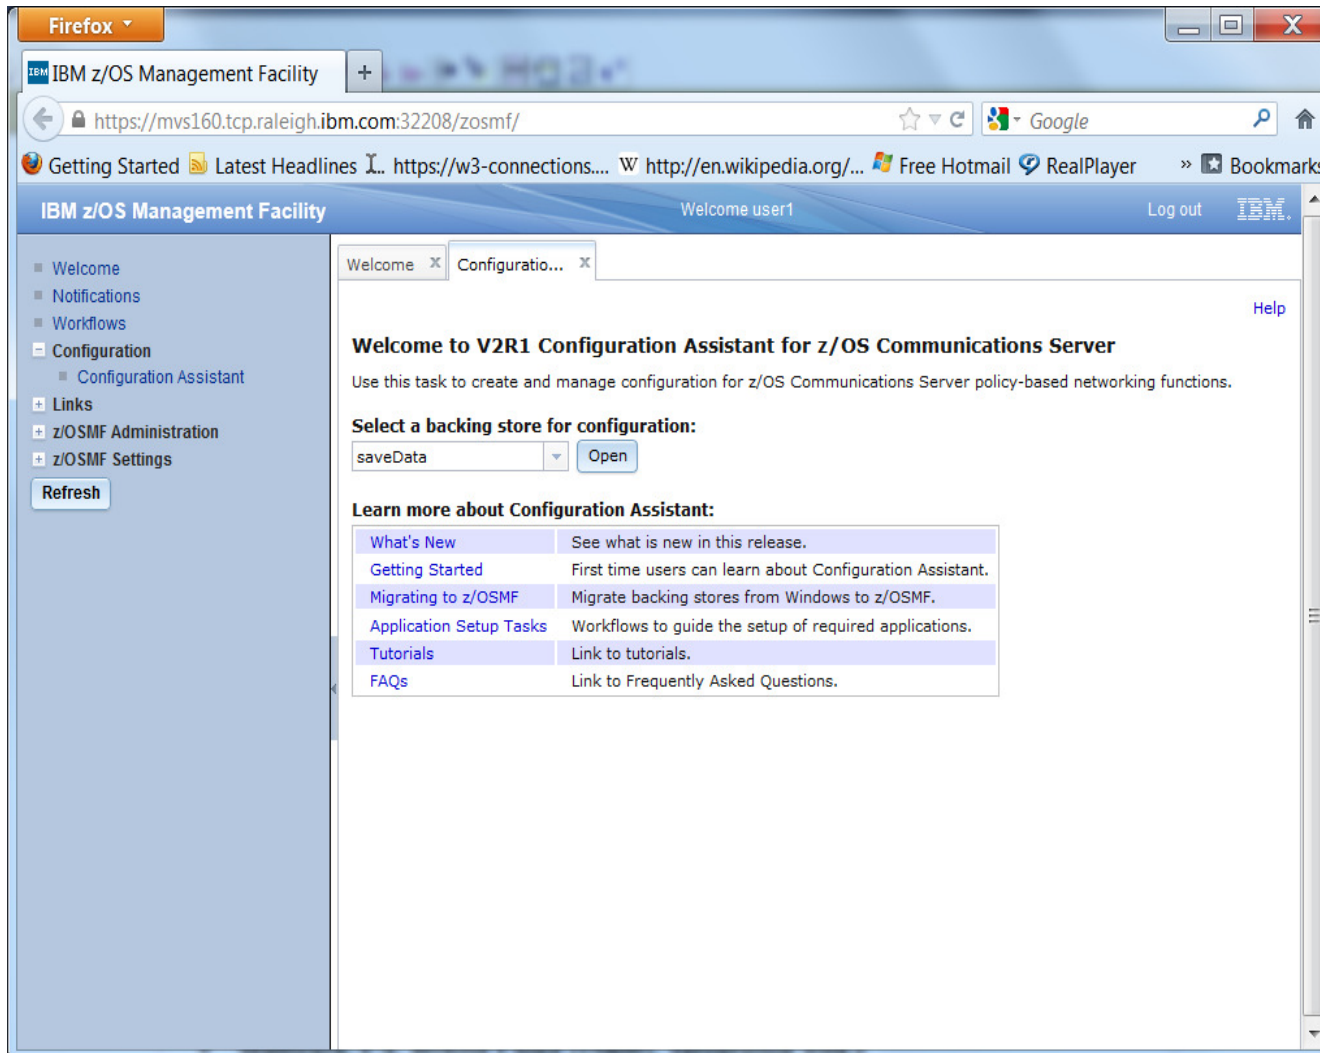 Firefox
IBM IBM z/OS Management Facility +
https://mvs160.tcp.raleigh.ibm.com:32208/zosmf/ Google
Getting Started Latest Headlines https://w3-connections.... W http://en.wikipedia.org/... Free Hotmail RealPlayer » Bookmarks
IBM z/OS Management Facility Welcome user1 Log out IBM.
Welcome
Notifications
Workflows
Configuration
Configuration Assistant
Links
z/OSMF Administration
z/OSMF Settings
Refresh
Welcome x Configuratio... x
Help
Welcome to V2R1 Configuration Assistant for z/OS Communications Server
Use this task to create and manage configuration for z/OS Communications Server policy-based networking functions.
Select a backing store for configuration:
saveData Open
Learn more about Configuration Assistant:
What's New See what is new in this release.
Getting Started First time users can learn about Configuration Assistant.
Migrating to z/OSMF Migrate backing stores from Windows to z/OSMF.
Application Setup Tasks Workflows to guide the setup of required applications.
Tutorials Link to tutorials.
FAQs Link to Frequently Asked Questions.